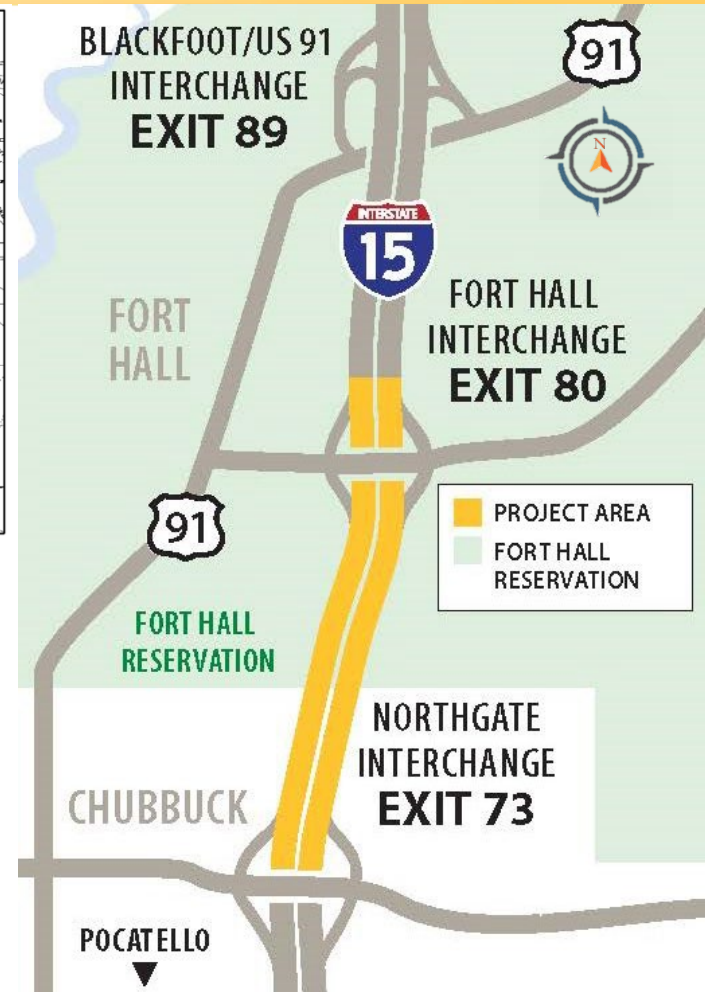 BLACKFOOT/US 91
INTERCHANGE
EXIT 89
91
N
INTERSTATE
15
FORT HALL
INTERCHANGE
EXIT 80
FORT
HALL
91
PROJECT AREA
FORT HALL
RESERVATION
FORT HALL
RESERVATION
NORTHGATE
INTERCHANGE
EXIT 73
CHUBBUCK
POCATELLO